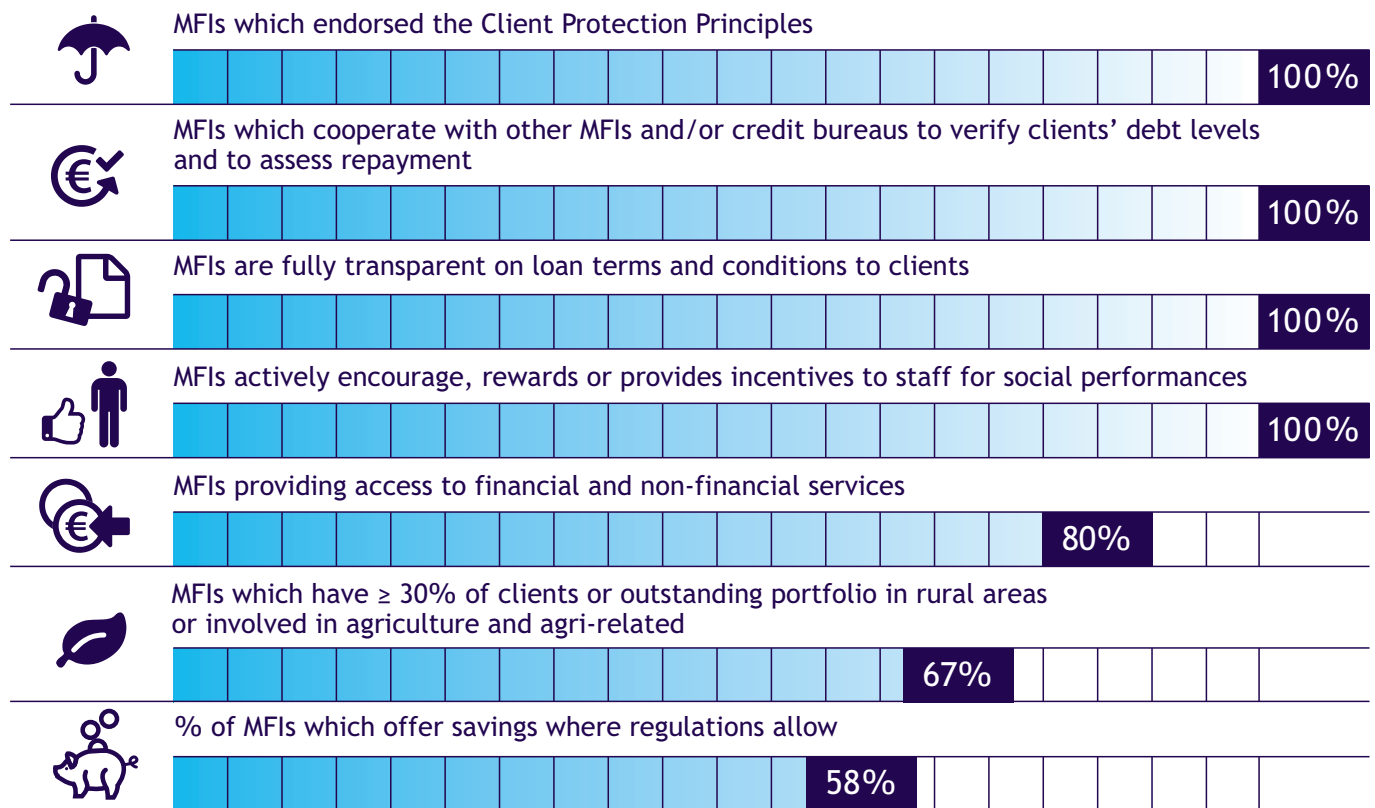 MFIs which endorsed the Client Protection Principles
100%
MFIs which cooperate with other MFIs and/or credit bureaus to verify clients’ debt levels
and to assess repayment
€
100%
MFIs are fully transparent on loan terms and conditions to clients
100%
MFIs actively encourage, rewards or provides incentives to staff for social performances
100%
MFIs providing access to financial and non-financial services
€
80%
MFIs which have ≥ 30% of clients or outstanding portfolio in rural areas
or involved in agriculture and agri-related
67%
% of MFIs which offer savings where regulations allow
58%